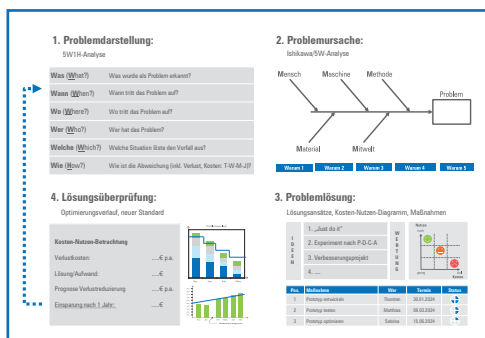 1. Problemdarstellung:
5W1H-Analyse
Was (What?) Was wurde als Problem erkannt?
Wann (When?) Wann tritt das Problem auf?
Wo (Where?) Wo tritt das Problem auf?
Wer (Who?) Wer hat das Problem?
Welche (Which?) Welche Situation löste den Vorfall aus?
Wie (How?) Wie ist die Abweichung (inkl. Verlust, Kosten: T-W-M-J)?
2. Problemursache:
Ishikawa/5W-Analyse
Mensch Maschine Methode
Problem
Material Mitwelt
Warum 1 Warum 2 Warum 3 Warum 4 Warum 5
4. Lösungsüberprüfung:
Optimierungsverlauf, neuer Standard
Kosten-Nutzen-Betrachtung
Verlustkosten: ....€ p.a.
Lösung/Aufwand: ....€
Prognose Verlustreduzierung ....€ p.a.
Einsparung nach 1 Jahr: ....€
3. Problemlösung:
Lösungsansätze, Kosten-Nutzen-Diagramm, Maßnahmen
IDEEN
1. „Just do it“
2. Experiment nach P-D-C-A
3. Verbesserungsprojekt
4. ....
WERTUNG
Nutzen
hoch
gering
Kosten
Pos. Maßnahme Wer Termin Status
1 Prototyp entwickeln Thorsten 30.01.2024
2 Prototyp testen Matthias
3 Prototyp optimieren Sabine 15.06.2024